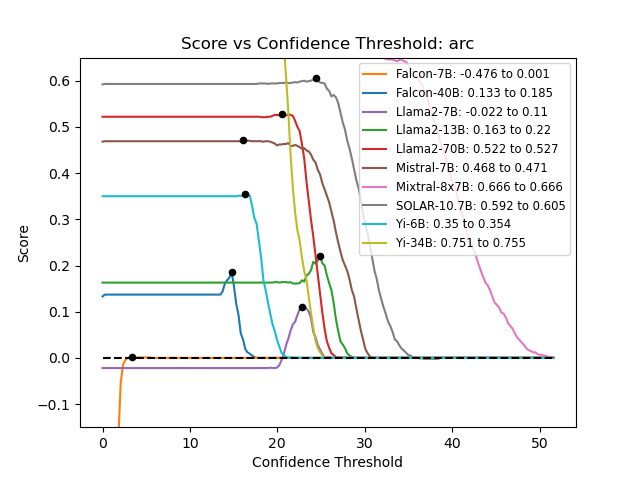 Score vs Confidence Threshold: arc
Falcon-7B: -0.476 to 0.001
Falcon-40B: 0.133 to 0.185
Llama2-7B: -0.022 to 0.11
Llama2-13B: 0.163 to 0.22
Llama2-70B: 0.522 to 0.527
Mistral-7B: 0.468 to 0.471
Mixtral-8x7B: 0.666 to 0.666
SOLAR-10.7B: 0.592 to 0.605
Yi-6B: 0.35 to 0.354
Yi-34B: 0.751 to 0.755
Score
0.6
0.5
0.4
0.3
0.2
0.1
0.0
−0.1
0 10 20 30 40 50
Confidence Threshold